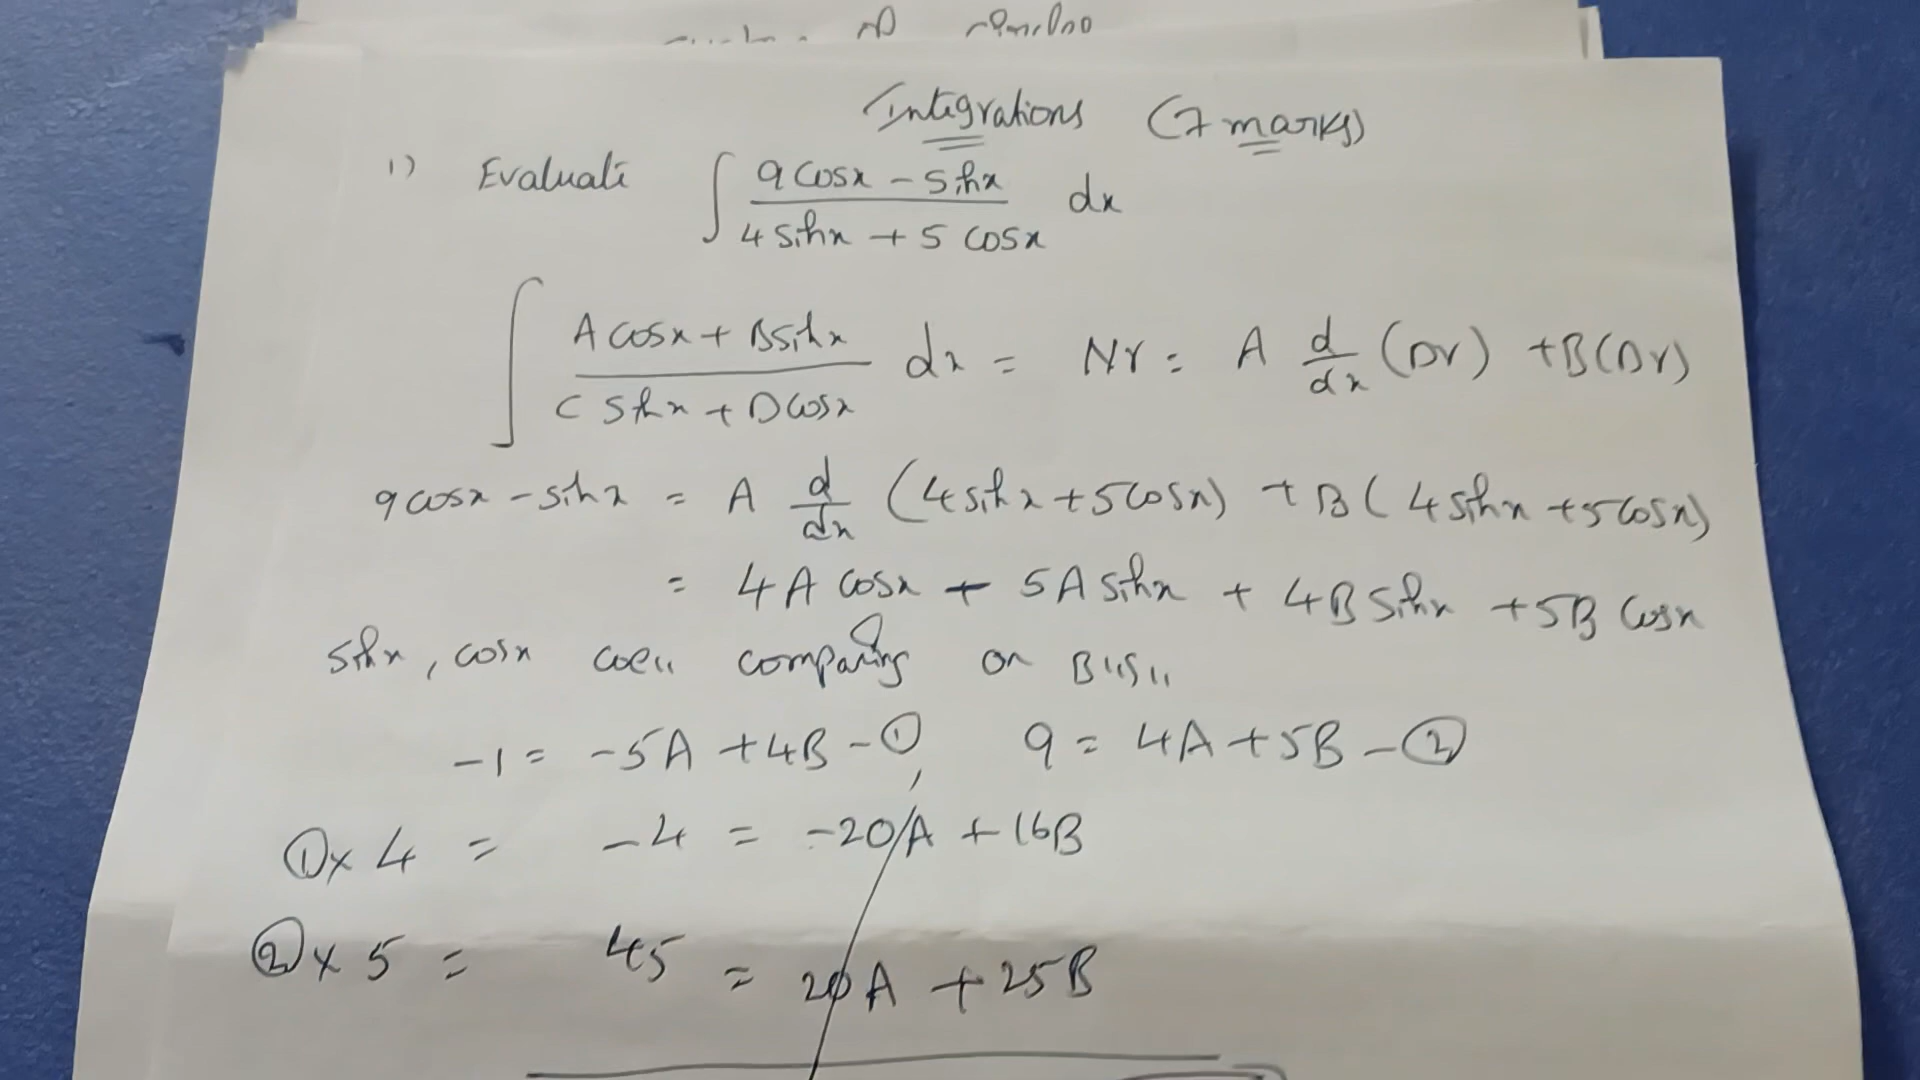 Integrations (7 marks)
1) Evaluate ∫ (9 cosx - sinx)/(4 sinx + 5 cosx) dx
∫ (A cosx + B sinx)/(C sinx + D cosx) dx = Nr = A d/dx (Dr) + B(Dr)
9 cosx - sinx = A d/dx (4 sinx + 5 cosx) + B(4 sinx + 5 cosx)
= 4A cosx - 5A sinx + 4B sinx + 5B cosx
sinx, cosx coe11 comparing on B11S11
-1 = -5A + 4B - ①, 9 = 4A + 5B - ②
① x 4 = -4 = -20A + 16B
② x 5 = 45 = 20A + 25B